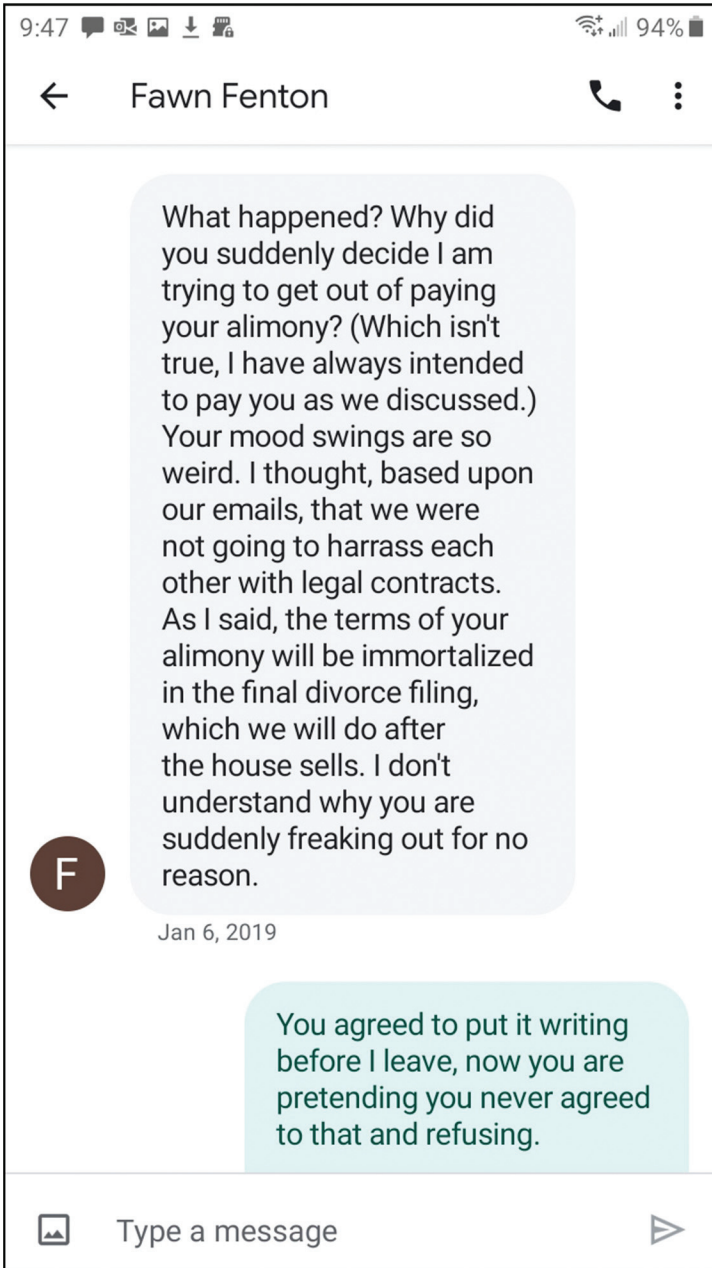 9:47 94%
Fawn Fenton
What happened? Why did
you suddenly decide I am
trying to get out of paying
your alimony? (Which isn't
true, I have always intended
to pay you as we discussed.)
Your mood swings are so
weird. I thought, based upon
our emails, that we were
not going to harrass each
other with legal contracts.
As I said, the terms of your
alimony will be immortalized
in the final divorce filing,
which we will do after
the house sells. I don't
understand why you are
suddenly freaking out for no
reason.
F
Jan 6, 2019
You agreed to put it writing
before I leave, now you are
pretending you never agreed
to that and refusing.
Type a message